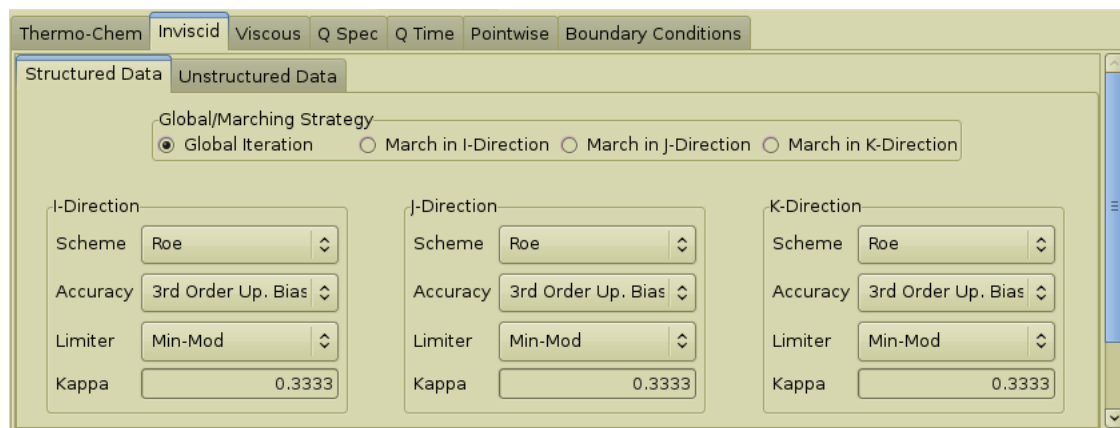 Thermo-Chem Inviscid Viscous Q Spec Q Time Pointwise Boundary Conditions
Structured Data Unstructured Data
Global/Marching Strategy
Global Iteration March in I-Direction March in J-Direction March in K-Direction
I-Direction J-Direction K-Direction
Scheme Roe Scheme Roe Scheme Roe
Accuracy 3rd Order Up. Bias Accuracy 3rd Order Up. Bias Accuracy 3rd Order Up. Bias
Limiter Min-Mod Limiter Min-Mod Limiter Min-Mod
Kappa 0.3333 Kappa 0.3333 Kappa 0.3333